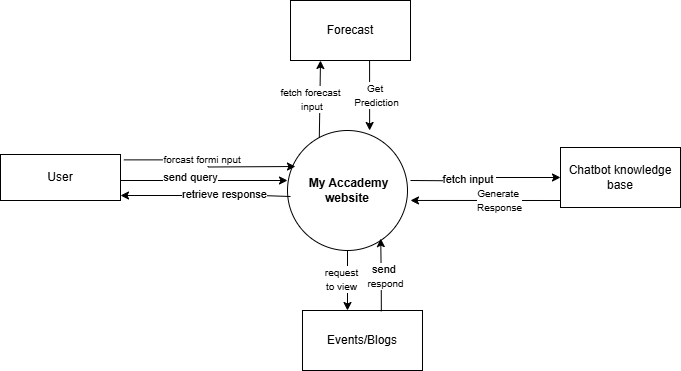 Forecast
fetch forecast
input
Get
Prediction
forcast formi nput
User
send query
retrieve response
My Accademy
website
fetch input
Generate
Response
Chatbot knowledge
base
request
to view
send
respond
Events/Blogs